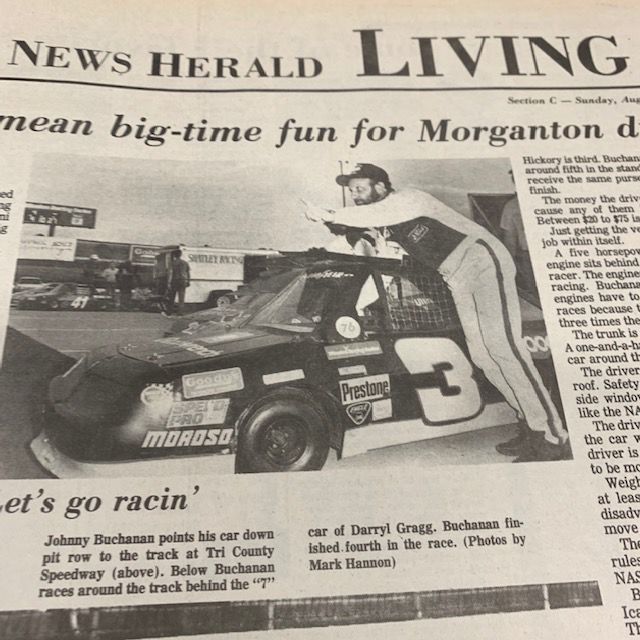 NEWS HERALD LIVING
Section C — Sunday, Aug
mean big-time fun for Morganton d
SHATLEY RACING
41
76
Goodyear
SPEED
PRO
MOROSO
Prestone
3
Let's go racin'
Johnny Buchanan points his car down
pit row to the track at Tri County
Speedway (above). Below Buchanan
races around the track behind the "7"
car of Darryl Gragg. Buchanan fin-
ished fourth in the race. (Photos by
Mark Hannon)
Hickory is third. Buchan
around fifth in the stand
receive the same purse
finish.
The money the drive
cause any of them
Between $20 to $75 is
Just getting the ve
job within itself.
A five horsepow
engine sits behind
racer. The engine
racing. Buchana
engines have to
races because t
three times the
The trunk is
A one-and-a-ha
car around t
The driver
roof. Safety
side window
like the NA
The driv
the car w
driver is
to be mo
Weigh
at leas
disadv
move
The
rules
NAS
B
Ica
Th